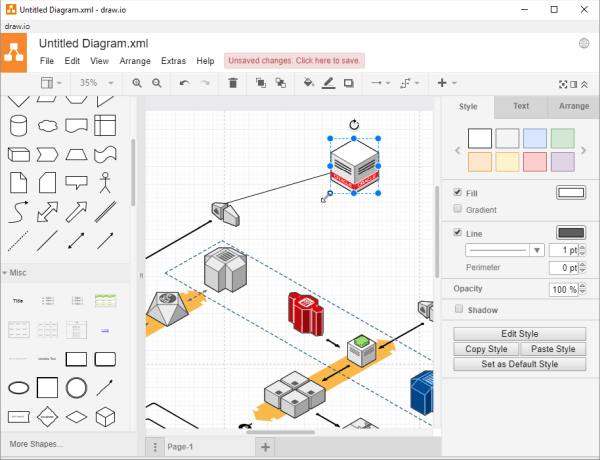 Untitled Diagram.xml - draw.io
draw.io
Untitled Diagram.xml
File Edit View Arrange Extras Help
Unsaved changes. Click here to save.
35%
Style Text Arrange
Fill
Gradient
Line
1 pt
Perimeter 0 pt
Opacity 100 %
Shadow
Edit Style
Copy Style Paste Style
Set as Default Style
Misc
Title
ORACLE ORACLE
More Shapes...
Page-1